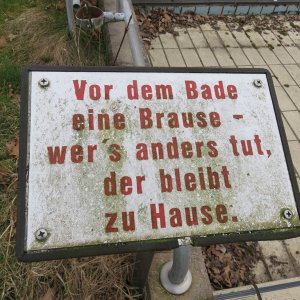 Vor dem Bade
eine Brause -
wer's anders tut,
der bleibt
zu Hause.